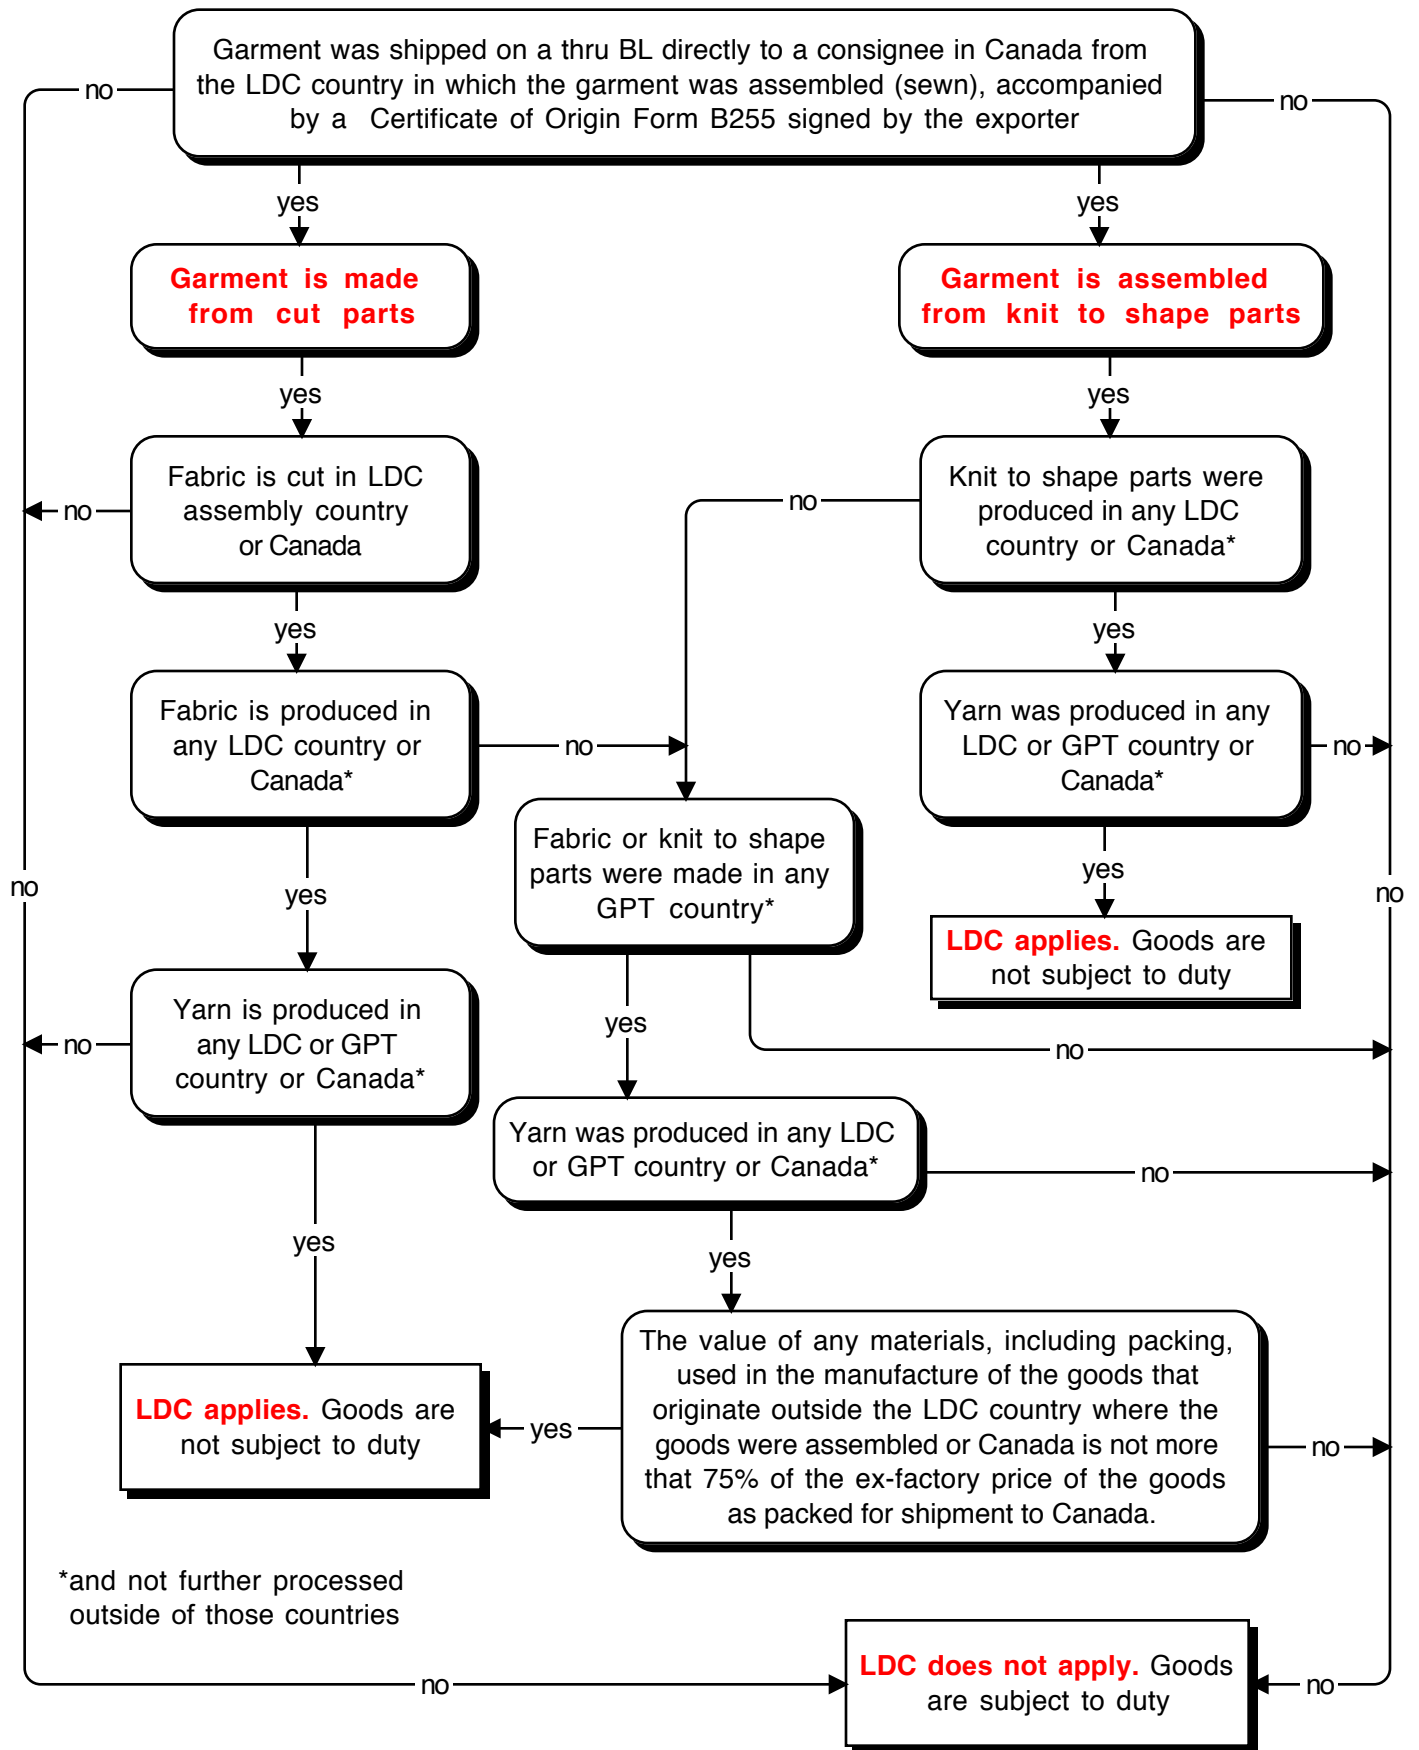 Garment was shipped on a thru BL directly to a consignee in Canada from
the LDC country in which the garment was assembled (sewn), accompanied
by a Certificate of Origin Form B255 signed by the exporter
no
no
yes
yes
Garment is made
from cut parts
Garment is assembled
from knit to shape parts
yes
yes
Fabric is cut in LDC
assembly country
or Canada
no
Knit to shape parts were
produced in any LDC
country or Canada*
no
yes
yes
Fabric is produced in
any LDC country or
Canada*
no
Yarn was produced in any
LDC or GPT country or
Canada*
no
Fabric or knit to shape
parts were made in any
GPT country*
yes
yes
no
no
LDC applies. Goods are
not subject to duty
Yarn is produced in
any LDC or GPT
country or Canada*
no
yes
no
Yarn was produced in any LDC
or GPT country or Canada*
no
yes
yes
The value of any materials, including packing,
used in the manufacture of the goods that
originate outside the LDC country where the
goods were assembled or Canada is not more
that 75% of the ex-factory price of the goods
as packed for shipment to Canada.
yes
no
LDC applies. Goods are
not subject to duty
*and not further processed
outside of those countries
no
LDC does not apply. Goods
are subject to duty
no